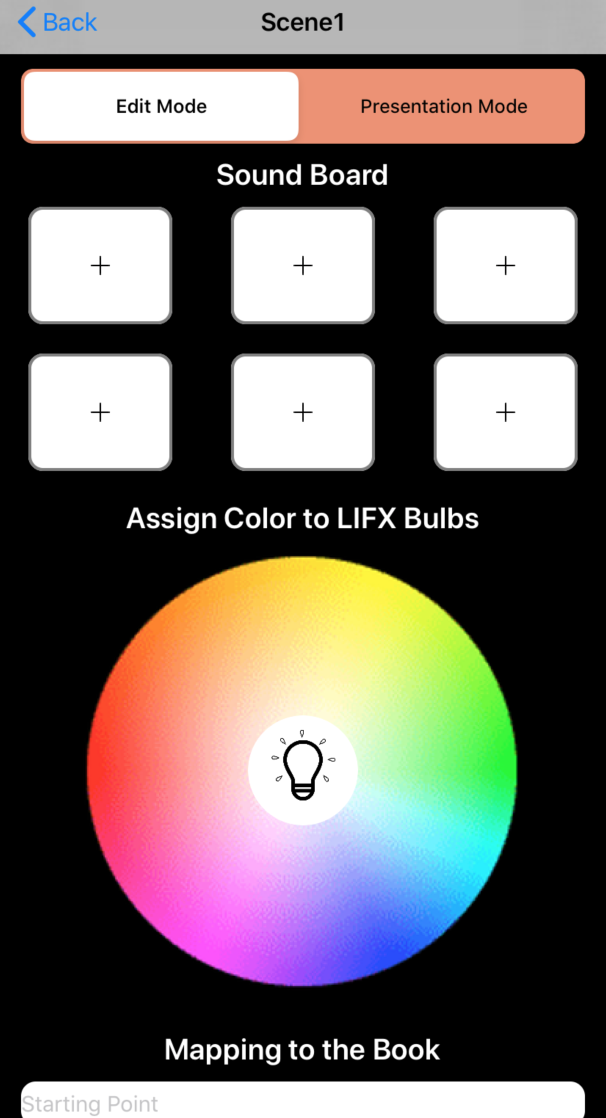 Back
Scene1
Edit Mode
Presentation Mode
Sound Board
+
+
+
+
+
+
Assign Color to LIFX Bulbs
Mapping to the Book
Starting Point